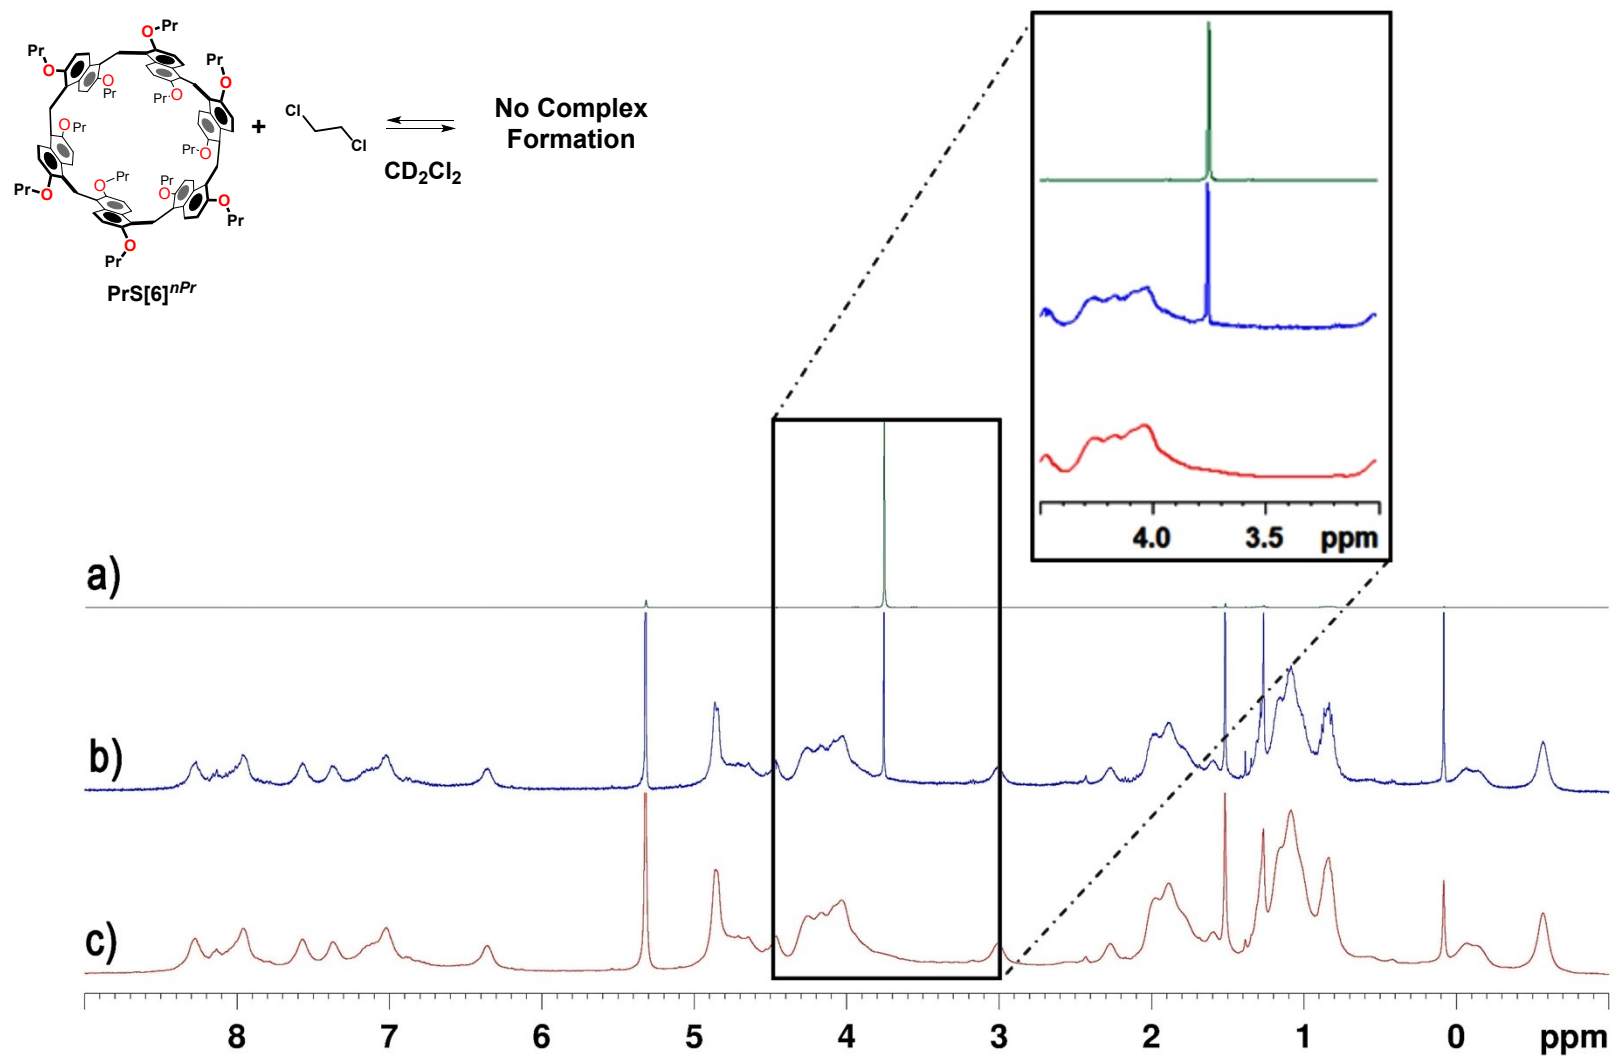 O-Pr
Pr
O
Pr
O
O
Pr
O
Pr
Pr-O
O-Pr
Pr-O
Pr-O
O-Pr
Pr
O
O
Pr
O
Pr
PrS[6]nPr
+
Cl
Cl
CD2Cl2
No Complex
Formation
4.0 3.5 ppm
a)
b)
c)
8 7 6 5 4 3 2 1 0 ppm